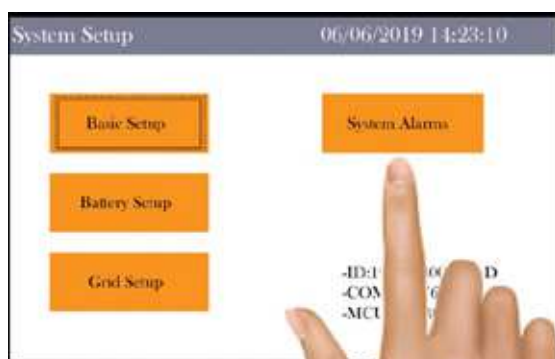 System Setup 06/06/2019 14:23:10
Basic Setup
System Alarms
Battery Setup
Grid Setup
-ID:1
-COM
-MCU